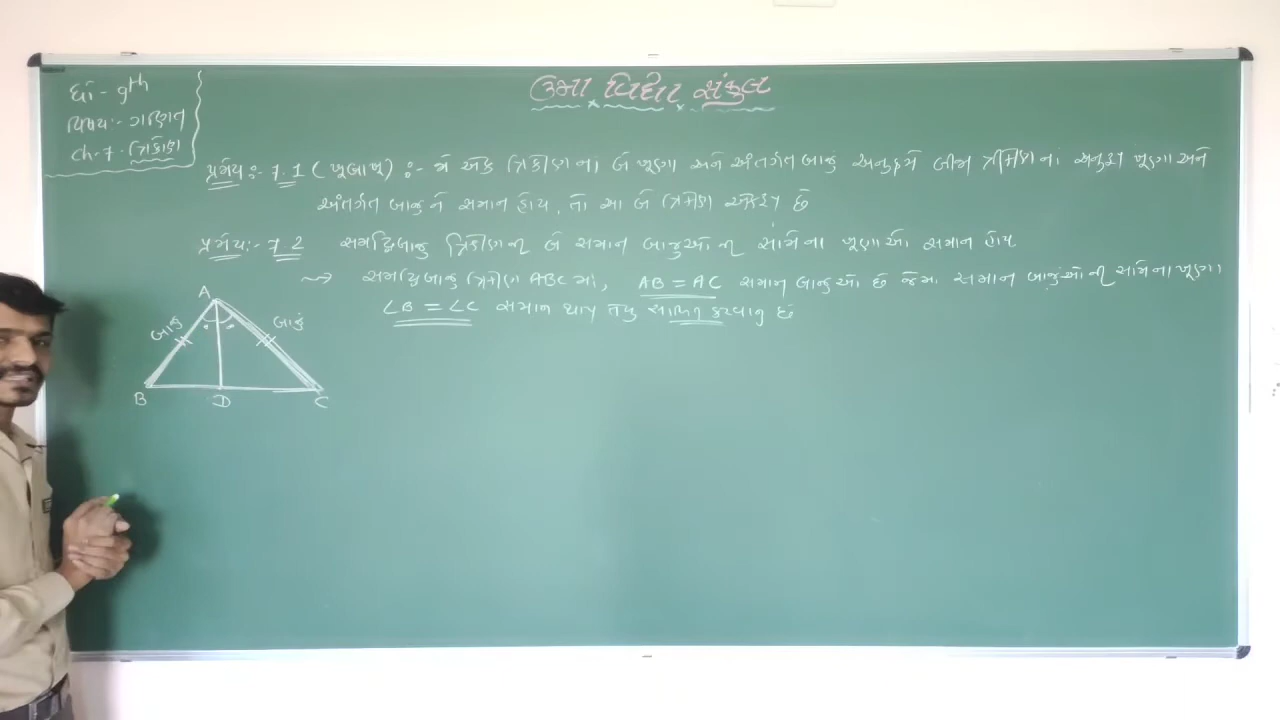 ઉમા વિદ્યા સંકુલ
ધો - 9th
વિષય:- ગણિત
ch-7 - ત્રિકોણ
પ્રમેય :- 7.1 (ખૂબાખૂ) :- જો એક ત્રિકોણના બે ખૂણા અને અંતર્ગત બાજુ અનુક્રમે બીજા ત્રિકોણનાં અનુરૂપ ખૂણા અને
અંતર્ગત બાજુને સમાન હોય, તો આ બે ત્રિકોણ એકરૂપ છે
પ્રમેય:- 7.2 સમદ્વિબાજુ ત્રિકોણની બે સમાન બાજુઓની સામેના ખૂણાઓ સમાન હોય
→ સમદ્વિબાજુ ત્રિકોણ ABC માં, AB = AC સમાન બાજુઓ છે જેમા સમાન બાજુઓની સામેના ખૂણા
∠B = ∠C સમાન થાય તેવુ સાબિત કરવાનુ છે
A
બાજુ બાજુ
B D C